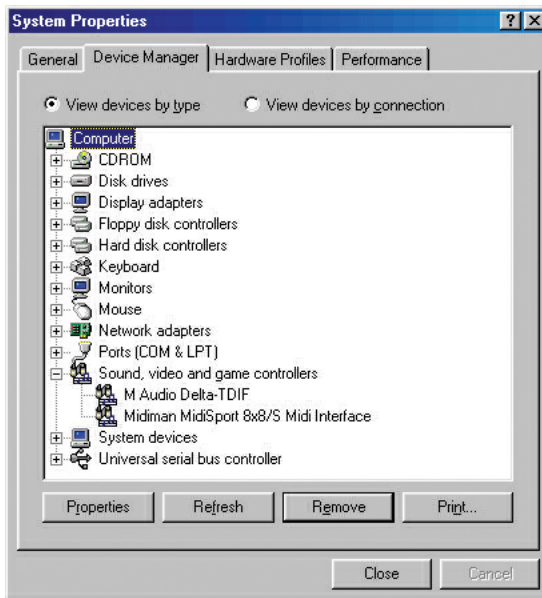 System Properties
General Device Manager Hardware Profiles Performance
View devices by type View devices by connection
Computer
CDROM
Disk drives
Display adapters
Floppy disk controllers
Hard disk controllers
Keyboard
Monitors
Mouse
Network adapters
Ports (COM & LPT)
Sound, video and game controllers
M Audio Delta-TDIF
Midiman MidiSport 8x8/S Midi Interface
System devices
Universal serial bus controller
Properties Refresh Remove Print...
Close Cancel